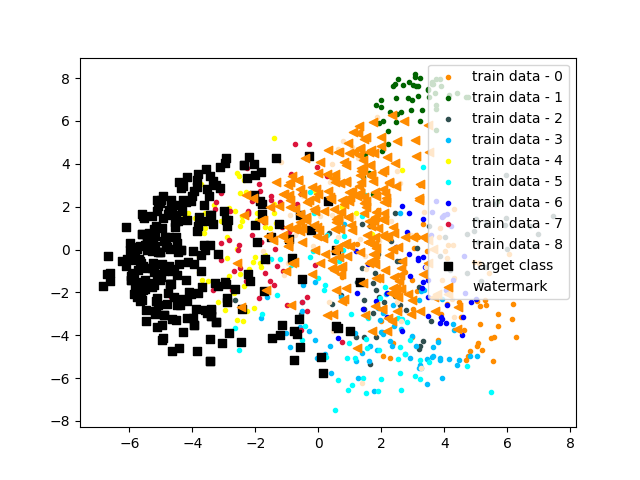 8
6
4
2
0
−2
−4
−6
−8
−6
−4
−2
0
2
4
6
8
train data - 0
train data - 1
train data - 2
train data - 3
train data - 4
train data - 5
train data - 6
train data - 7
train data - 8
target class
watermark